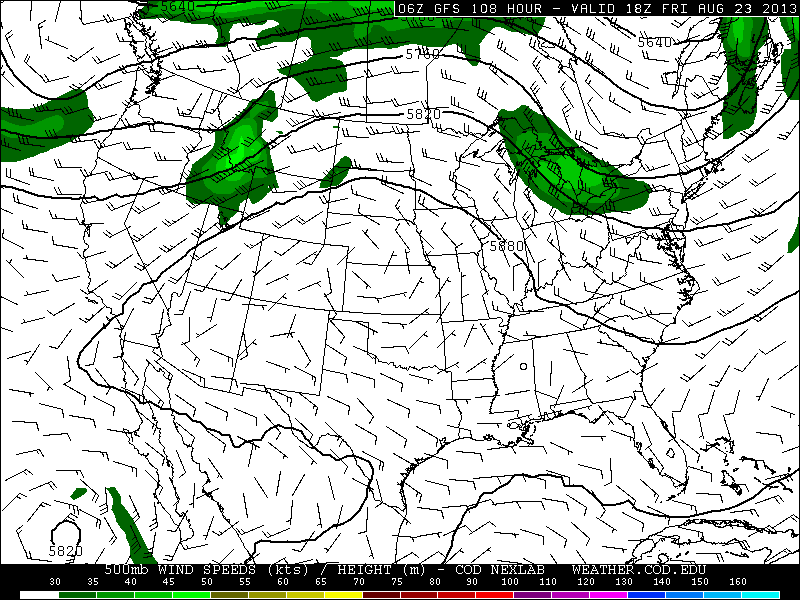 06Z GFS 108 HOUR - VALID 18Z FRI AUG 23 2013
5640
5640
5760
5820
5880
5820
500mb WIND SPEEDS (kts) / HEIGHT (m) - COD NEXLAB WEATHER.COD.EDU
30 35 40 45 50 55 60 65 70 75 80 90 100 110 120 130 140 150 160